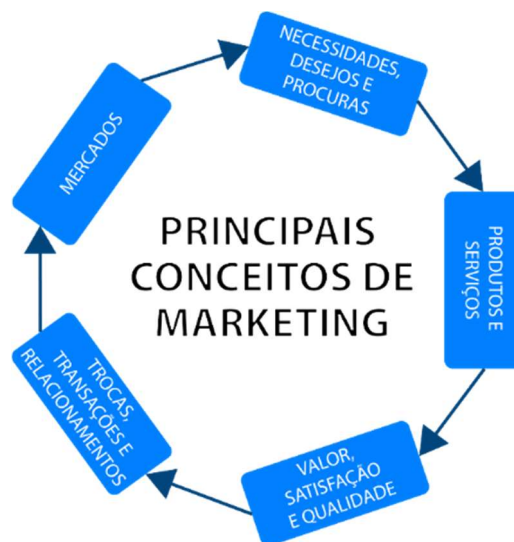 PRINCIPAIS
CONCEITOS DE
MARKETING
NECESSIDADES,
DESEJOS E
PROCURAS
PRODUTOS E
SERVIÇOS
VALOR,
SATISFAÇÃO
E QUALIDADE
TROCAS,
TRANSAÇÕES E
RELACIONAMENTOS
MERCADOS